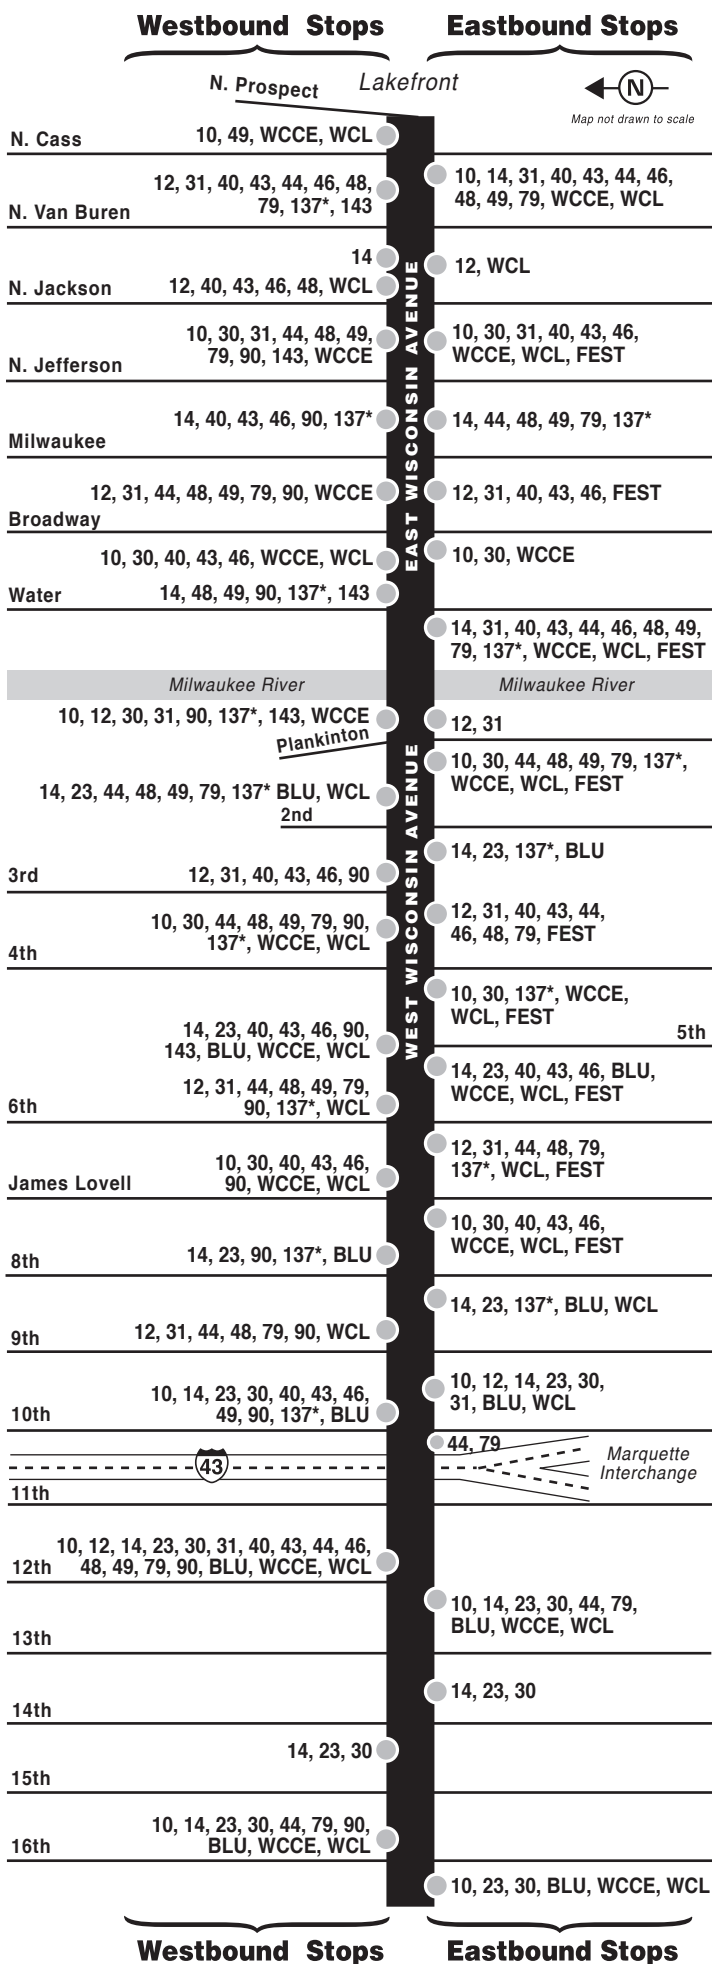 Westbound Stops
Eastbound Stops
N. Prospect
Lakefront
N
Map not drawn to scale
N. Cass
10, 49, WCCE, WCL
10, 14, 31, 40, 43, 44, 46,
48, 49, 79, WCCE, WCL
12, 31, 40, 43, 44, 46, 48,
79, 137*, 143
N. Van Buren
14
12, WCL
N. Jackson
12, 40, 43, 46, 48, WCL
EAST WISCONSIN AVENUE
10, 30, 31, 44, 48, 49,
79, 90, 143, WCCE
10, 30, 31, 40, 43, 46,
WCCE, WCL, FEST
N. Jefferson
14, 40, 43, 46, 90, 137*
14, 44, 48, 49, 79, 137*
Milwaukee
12, 31, 44, 48, 49, 79, 90, WCCE
12, 31, 40, 43, 46, FEST
Broadway
10, 30, 40, 43, 46, WCCE, WCL
10, 30, WCCE
Water
14, 48, 49, 90, 137*, 143
14, 31, 40, 43, 44, 46, 48, 49,
79, 137*, WCCE, WCL, FEST
Milwaukee River
Milwaukee River
10, 12, 30, 31, 90, 137*, 143, WCCE
12, 31
Plankinton
WEST WISCONSIN AVENUE
10, 30, 44, 48, 49, 79, 137*,
WCCE, WCL, FEST
14, 23, 44, 48, 49, 79, 137* BLU, WCL
2nd
14, 23, 137*, BLU
3rd
12, 31, 40, 43, 46, 90
12, 31, 40, 43, 44,
46, 48, 79, FEST
10, 30, 44, 48, 49, 79, 90,
137*, WCCE, WCL
4th
10, 30, 137*, WCCE,
WCL, FEST
5th
14, 23, 40, 43, 46, 90,
143, BLU, WCCE, WCL
14, 23, 40, 43, 46, BLU,
WCCE, WCL, FEST
12, 31, 44, 48, 49, 79,
90, 137*, WCL
6th
12, 31, 44, 48, 79,
137*, WCL, FEST
10, 30, 40, 43, 46,
90, WCCE, WCL
James Lovell
10, 30, 40, 43, 46,
WCCE, WCL, FEST
14, 23, 90, 137*, BLU
8th
14, 23, 137*, BLU, WCL
12, 31, 44, 48, 79, 90, WCL
9th
10, 12, 14, 23, 30,
31, BLU, WCL
10, 14, 23, 30, 40, 43, 46,
49, 90, 137*, BLU
10th
44, 79
43
Marquette
Interchange
11th
10, 12, 14, 23, 30, 31, 40, 43, 44, 46,
48, 49, 79, 90, BLU, WCCE, WCL
12th
10, 14, 23, 30, 44, 79,
BLU, WCCE, WCL
13th
14, 23, 30
14th
14, 23, 30
15th
10, 14, 23, 30, 44, 79, 90,
BLU, WCCE, WCL
16th
10, 23, 30, BLU, WCCE, WCL
Westbound Stops
Eastbound Stops